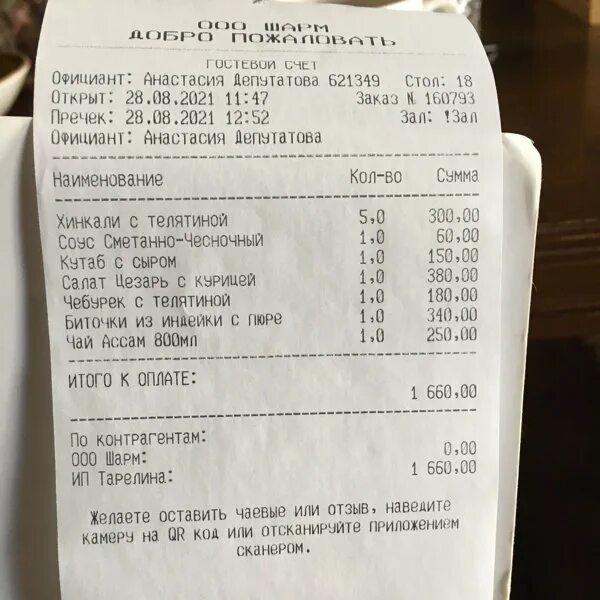 ООО ШАРМ
ДОБРО ПОЖАЛОВАТЬ
ГОСТЕВОЙ СЧЕТ
Официант: Анастасия Депутатова 621349 Стол: 18
Открыт: 28.08.2021 11:47 Заказ № 160793
Пречек: 28.08.2021 12:52 Зал: !Зал
Официант: Анастасия Депутатова
Наименование Кол-во Сумма
Хинкали с телятиной 5,0 300,00
Соус Сметанно-Чесночный 1,0 60,00
Кутаб с сыром 1,0 150,00
Салат Цезарь с курицей 1,0 380,00
Чебурек с телятиной 1,0 180,00
Биточки из индейки с пюре 1,0 340,00
Чай Ассам 800мл 1,0 250,00
ИТОГО К ОПЛАТЕ:
1 660,00
По контрагентам:
ООО Шарм: 0,00
ИП Тарелина: 1 660,00
Желаете оставить чаевые или отзыв, наведите
камеру на QR код или отсканируйте приложением
сканером.